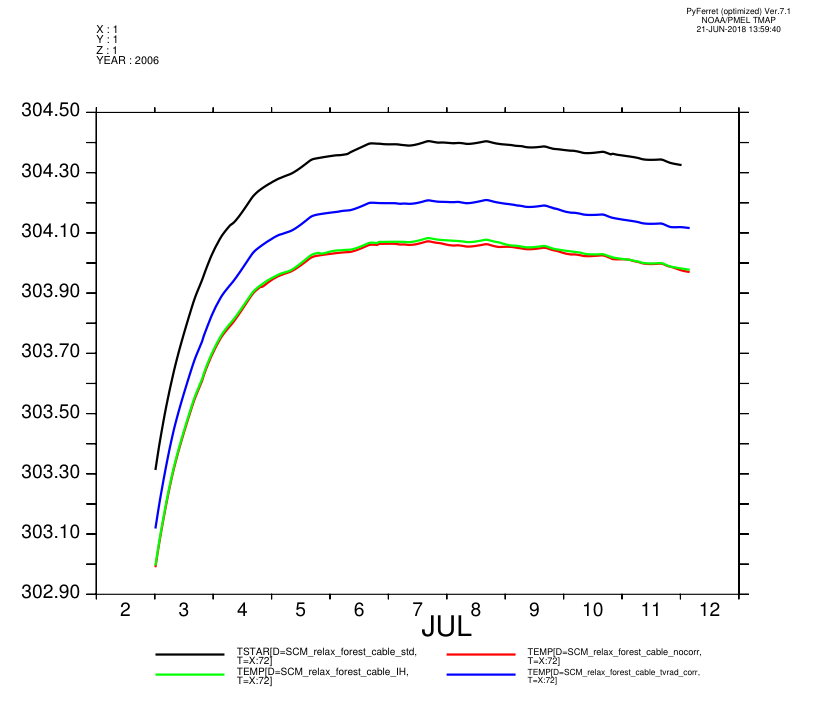 PyFerret (optimized) Ver.7.1
NOAA/PMEL TMAP
21-JUN-2018 13:59:40
X : 1
Y : 1
Z : 1
YEAR : 2006
304.50
304.30
304.10
303.90
303.70
303.50
303.30
303.10
302.90
2 3 4 5 6 7 8 9 10 11 12
JUL
TSTAR[D=SCM_relax_forest_cable_std,
T=X:72]
TEMP[D=SCM_relax_forest_cable_nocorr,
T=X:72]
TEMP[D=SCM_relax_forest_cable_IH,
T=X:72]
TEMP[D=SCM_relax_forest_cable_tvrad_corr,
T=X:72]